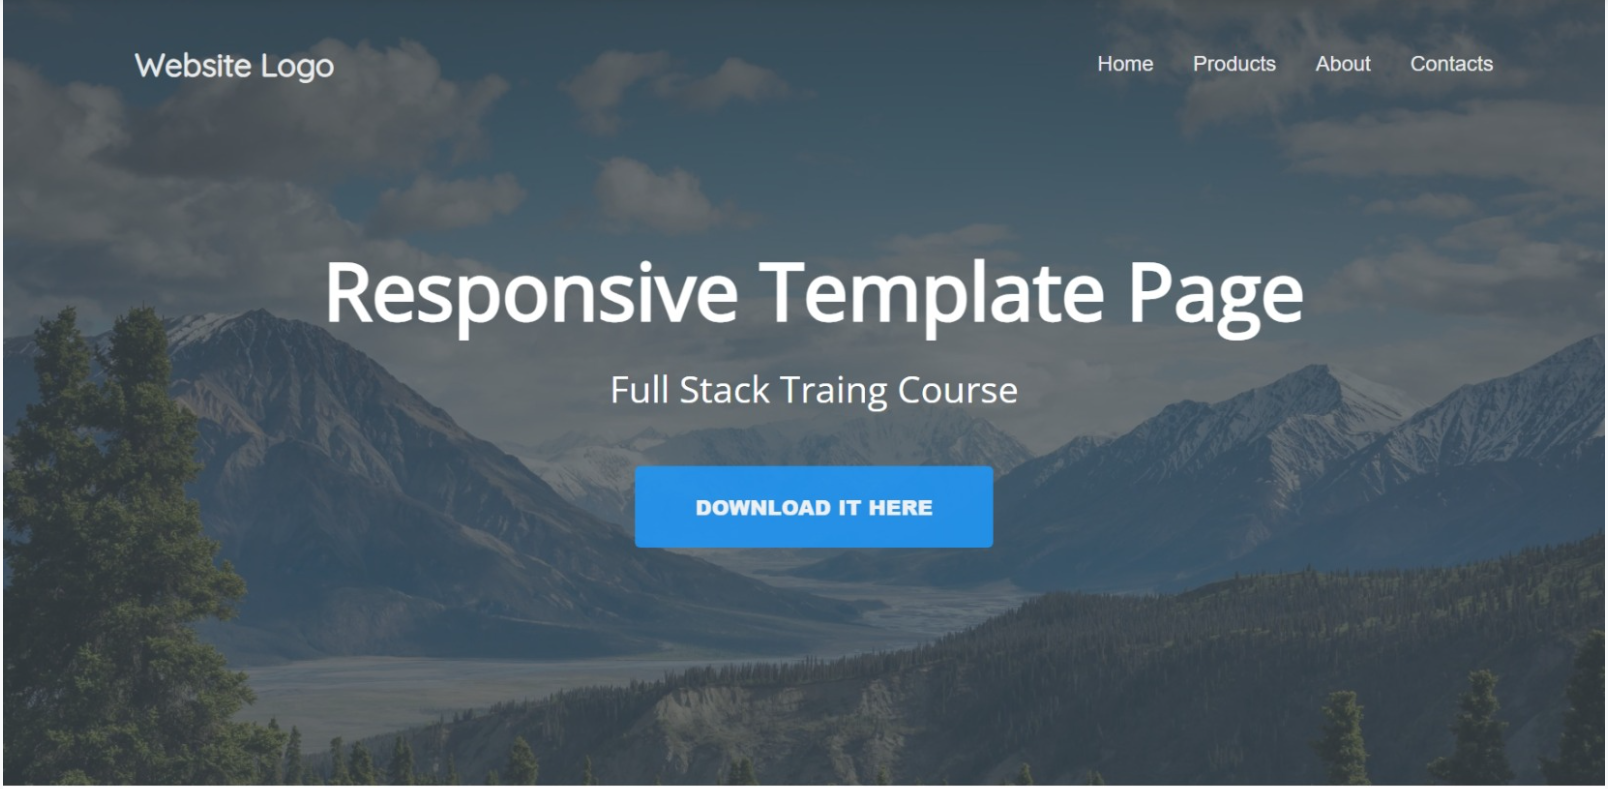 Website Logo
Home Products About Contacts
Responsive Template Page
Full Stack Traing Course
DOWNLOAD IT HERE